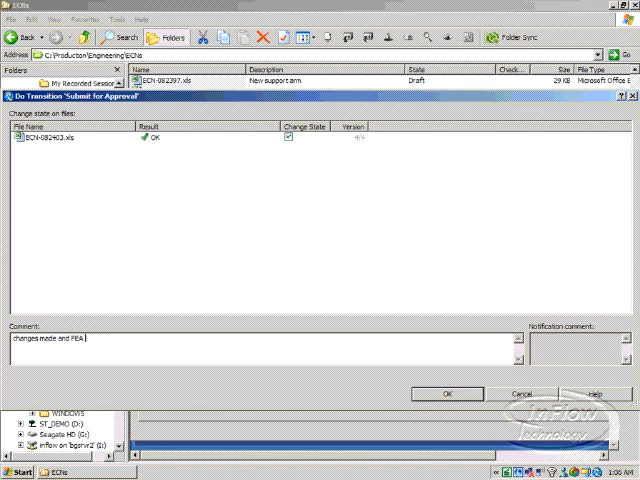 ECNs
File Edit View Favorites Tools Help
Back Search Folders Folder Sync
Address C:\Production\Engineering\ECNs Go
Folders Name Description State Check... Size File Type
My Recorded Session ECN-082397.xls New support arm Draft 29 KB Microsoft Office E
Do Transition 'Submit for Approval'
Change state on files:
File Name Result Change State Version
ECN-082403.xls OK 4/4
Comment: Notification comment:
changes made and FEA
OK Cancel Help
WINDOWS
ST_DEMO (D:)
Seagate HD (G:)
inflow on 'bgsrvr2' (I:)
inFlow
Technology
Start ECNs 1:06 AM